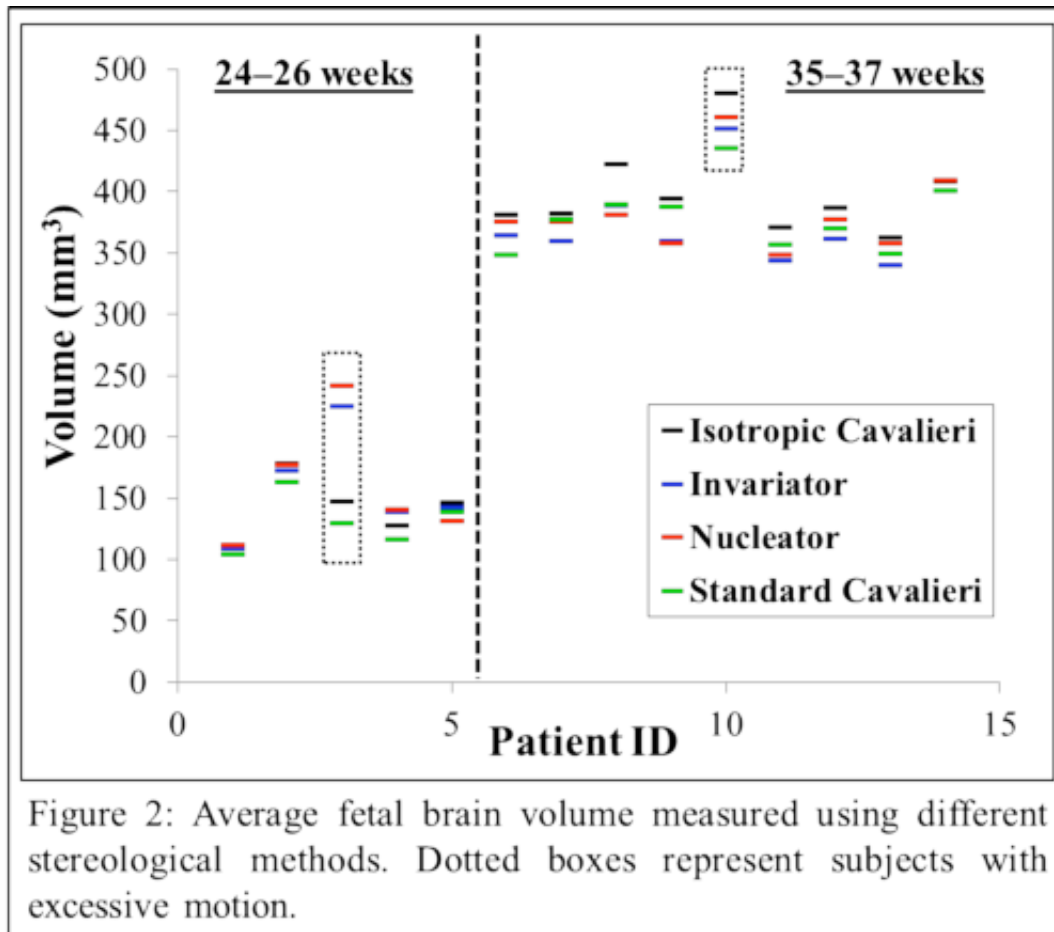 500
450
400
350
300
250
200
150
100
50
0
Volume (mm³)
24–26 weeks
35–37 weeks
Isotropic Cavalieri
Invariator
Nucleator
Standard Cavalieri
0
5
10
15
Patient ID
Figure 2: Average fetal brain volume measured using different
stereological methods. Dotted boxes represent subjects with
excessive motion.